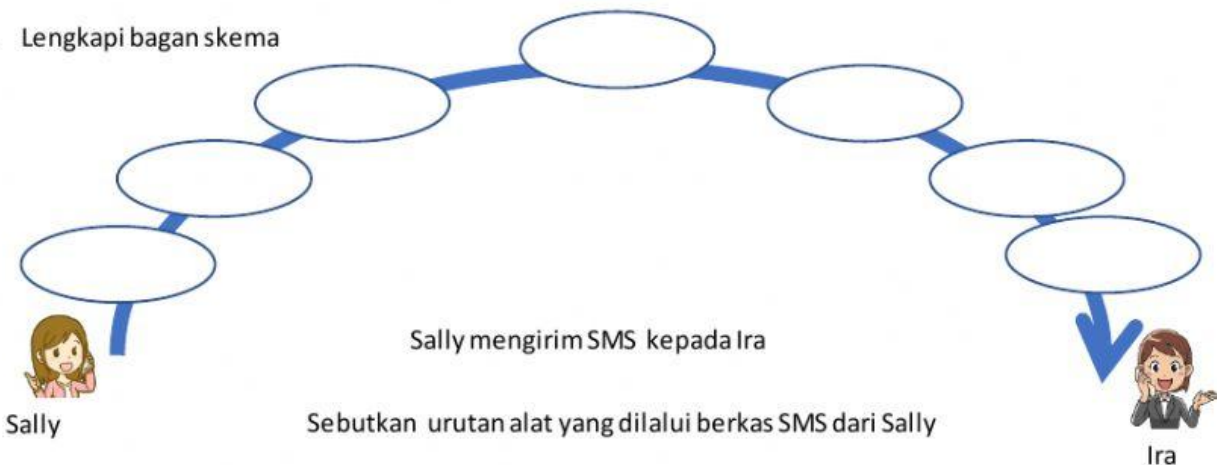 Lengkapi bagan skema
Sally mengirim SMS kepada Ira
Sebutkan urutan alat yang dilalui berkas SMS dari Sally
Sally
Ira